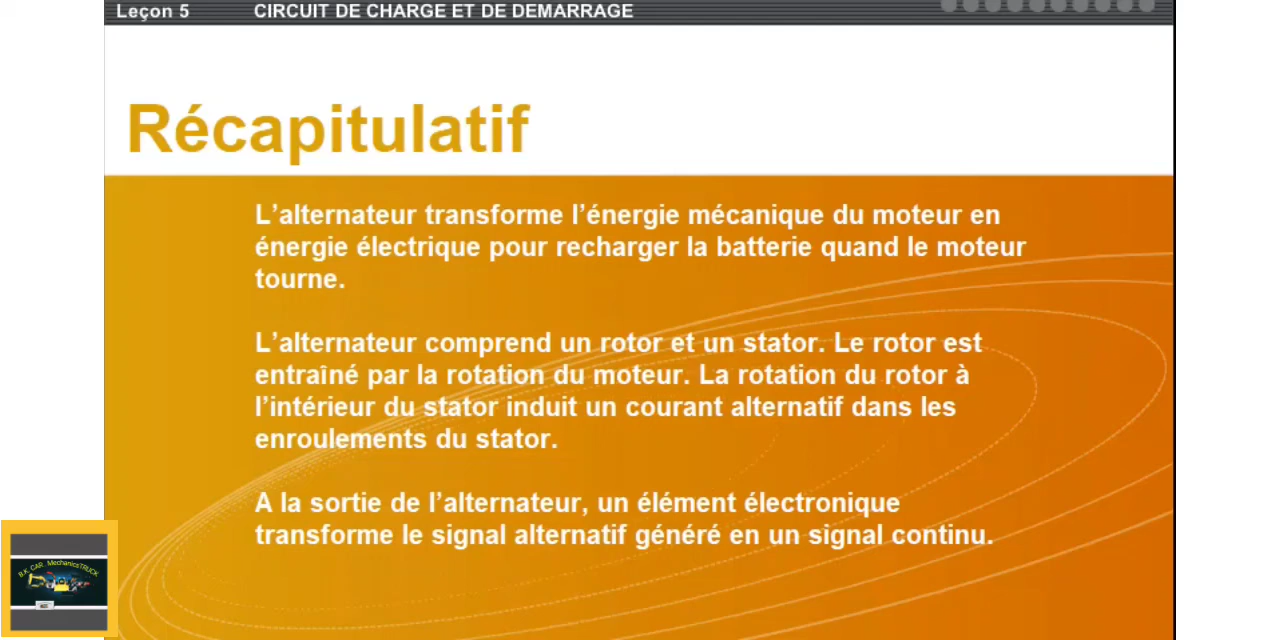 Leçon 5 CIRCUIT DE CHARGE ET DE DEMARRAGE
Récapitulatif
L’alternateur transforme l’énergie mécanique du moteur en
énergie électrique pour recharger la batterie quand le moteur
tourne.
L’alternateur comprend un rotor et un stator. Le rotor est
entraîné par la rotation du moteur. La rotation du rotor à
l’intérieur du stator induit un courant alternatif dans les
enroulements du stator.
A la sortie de l’alternateur, un élément électronique
transforme le signal alternatif généré en un signal continu.
B.K CAR. MechanicsTRUCK